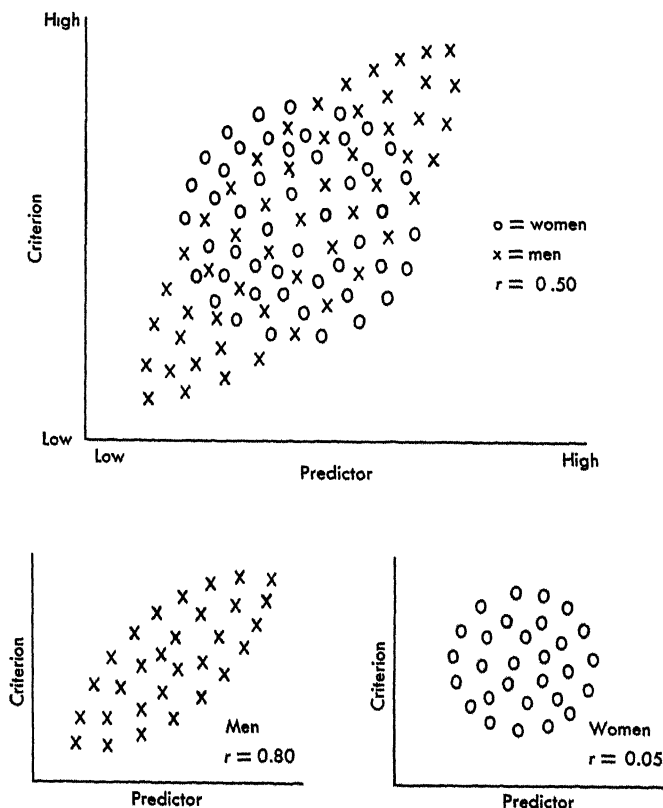 High
Criterion
o = women
x = men
r = 0.50
Low
Low
High
Predictor
Criterion
Men
r = 0.80
Predictor
Criterion
Women
r = 0.05
Predictor